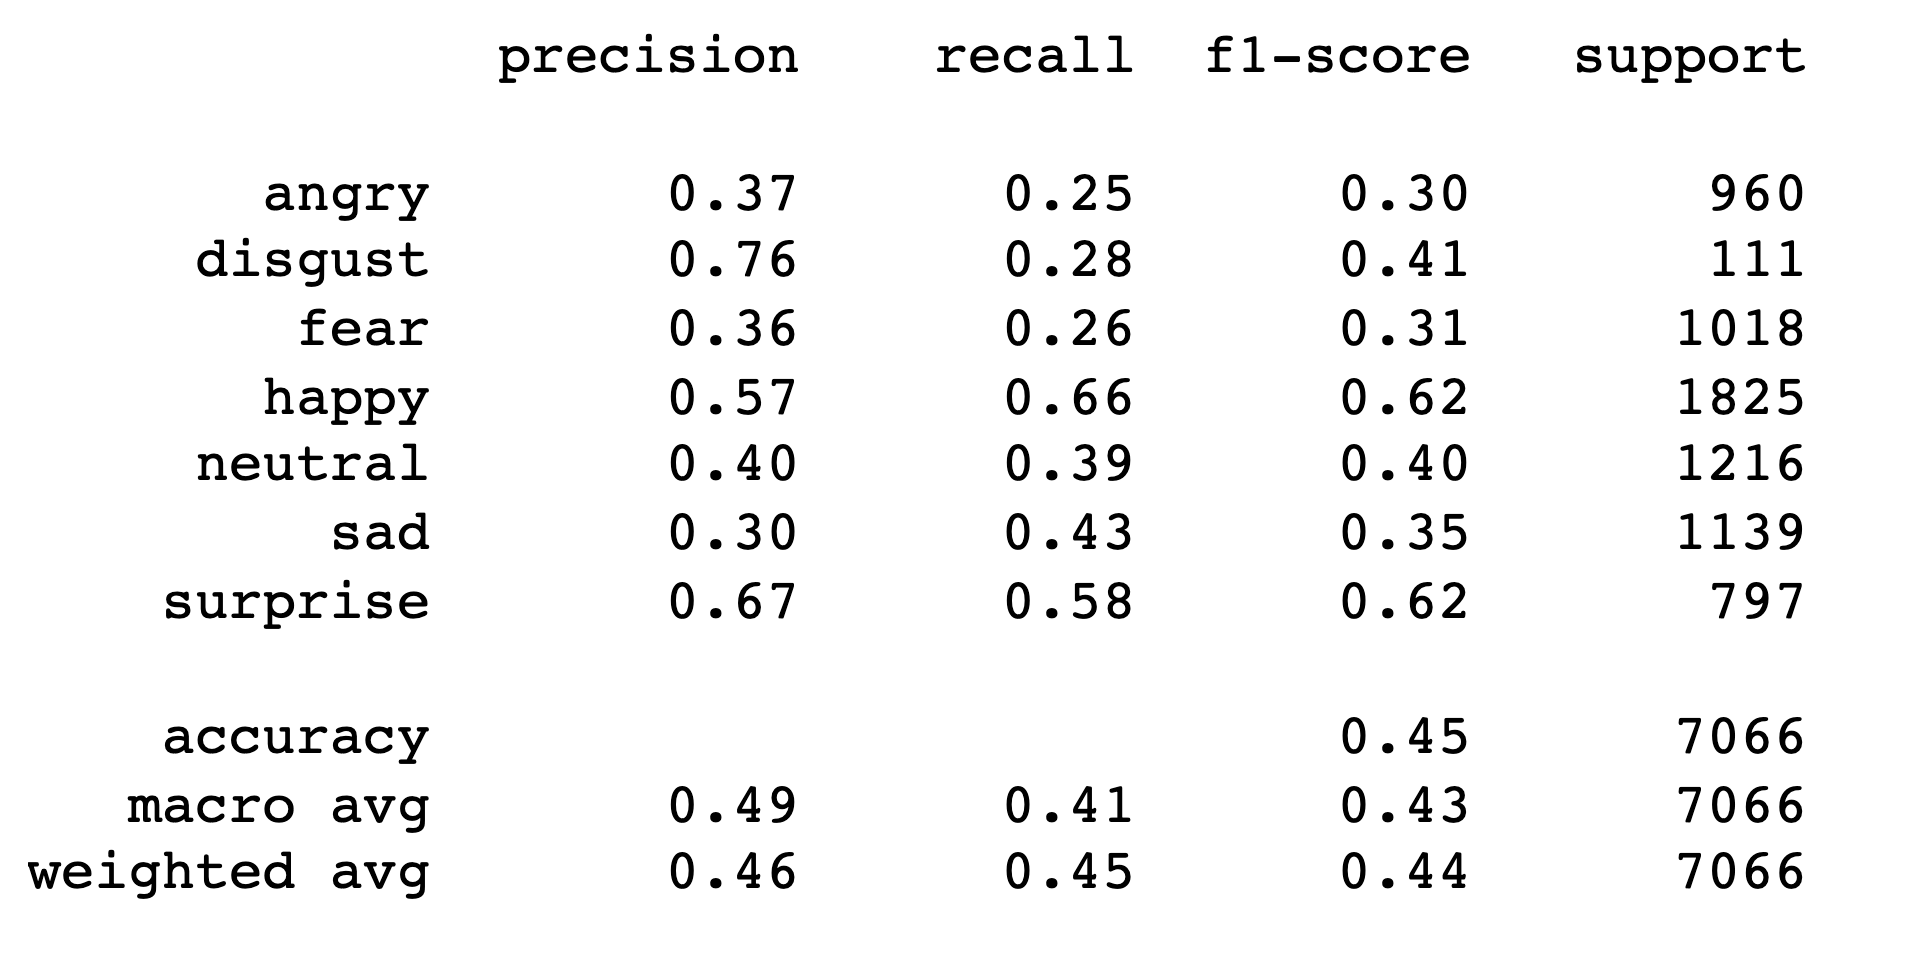 precision recall f1-score support
angry 0.37 0.25 0.30 960
disgust 0.76 0.28 0.41 111
fear 0.36 0.26 0.31 1018
happy 0.57 0.66 0.62 1825
neutral 0.40 0.39 0.40 1216
sad 0.30 0.43 0.35 1139
surprise 0.67 0.58 0.62 797
accuracy 0.45 7066
macro avg 0.49 0.41 0.43 7066
weighted avg 0.46 0.45 0.44 7066